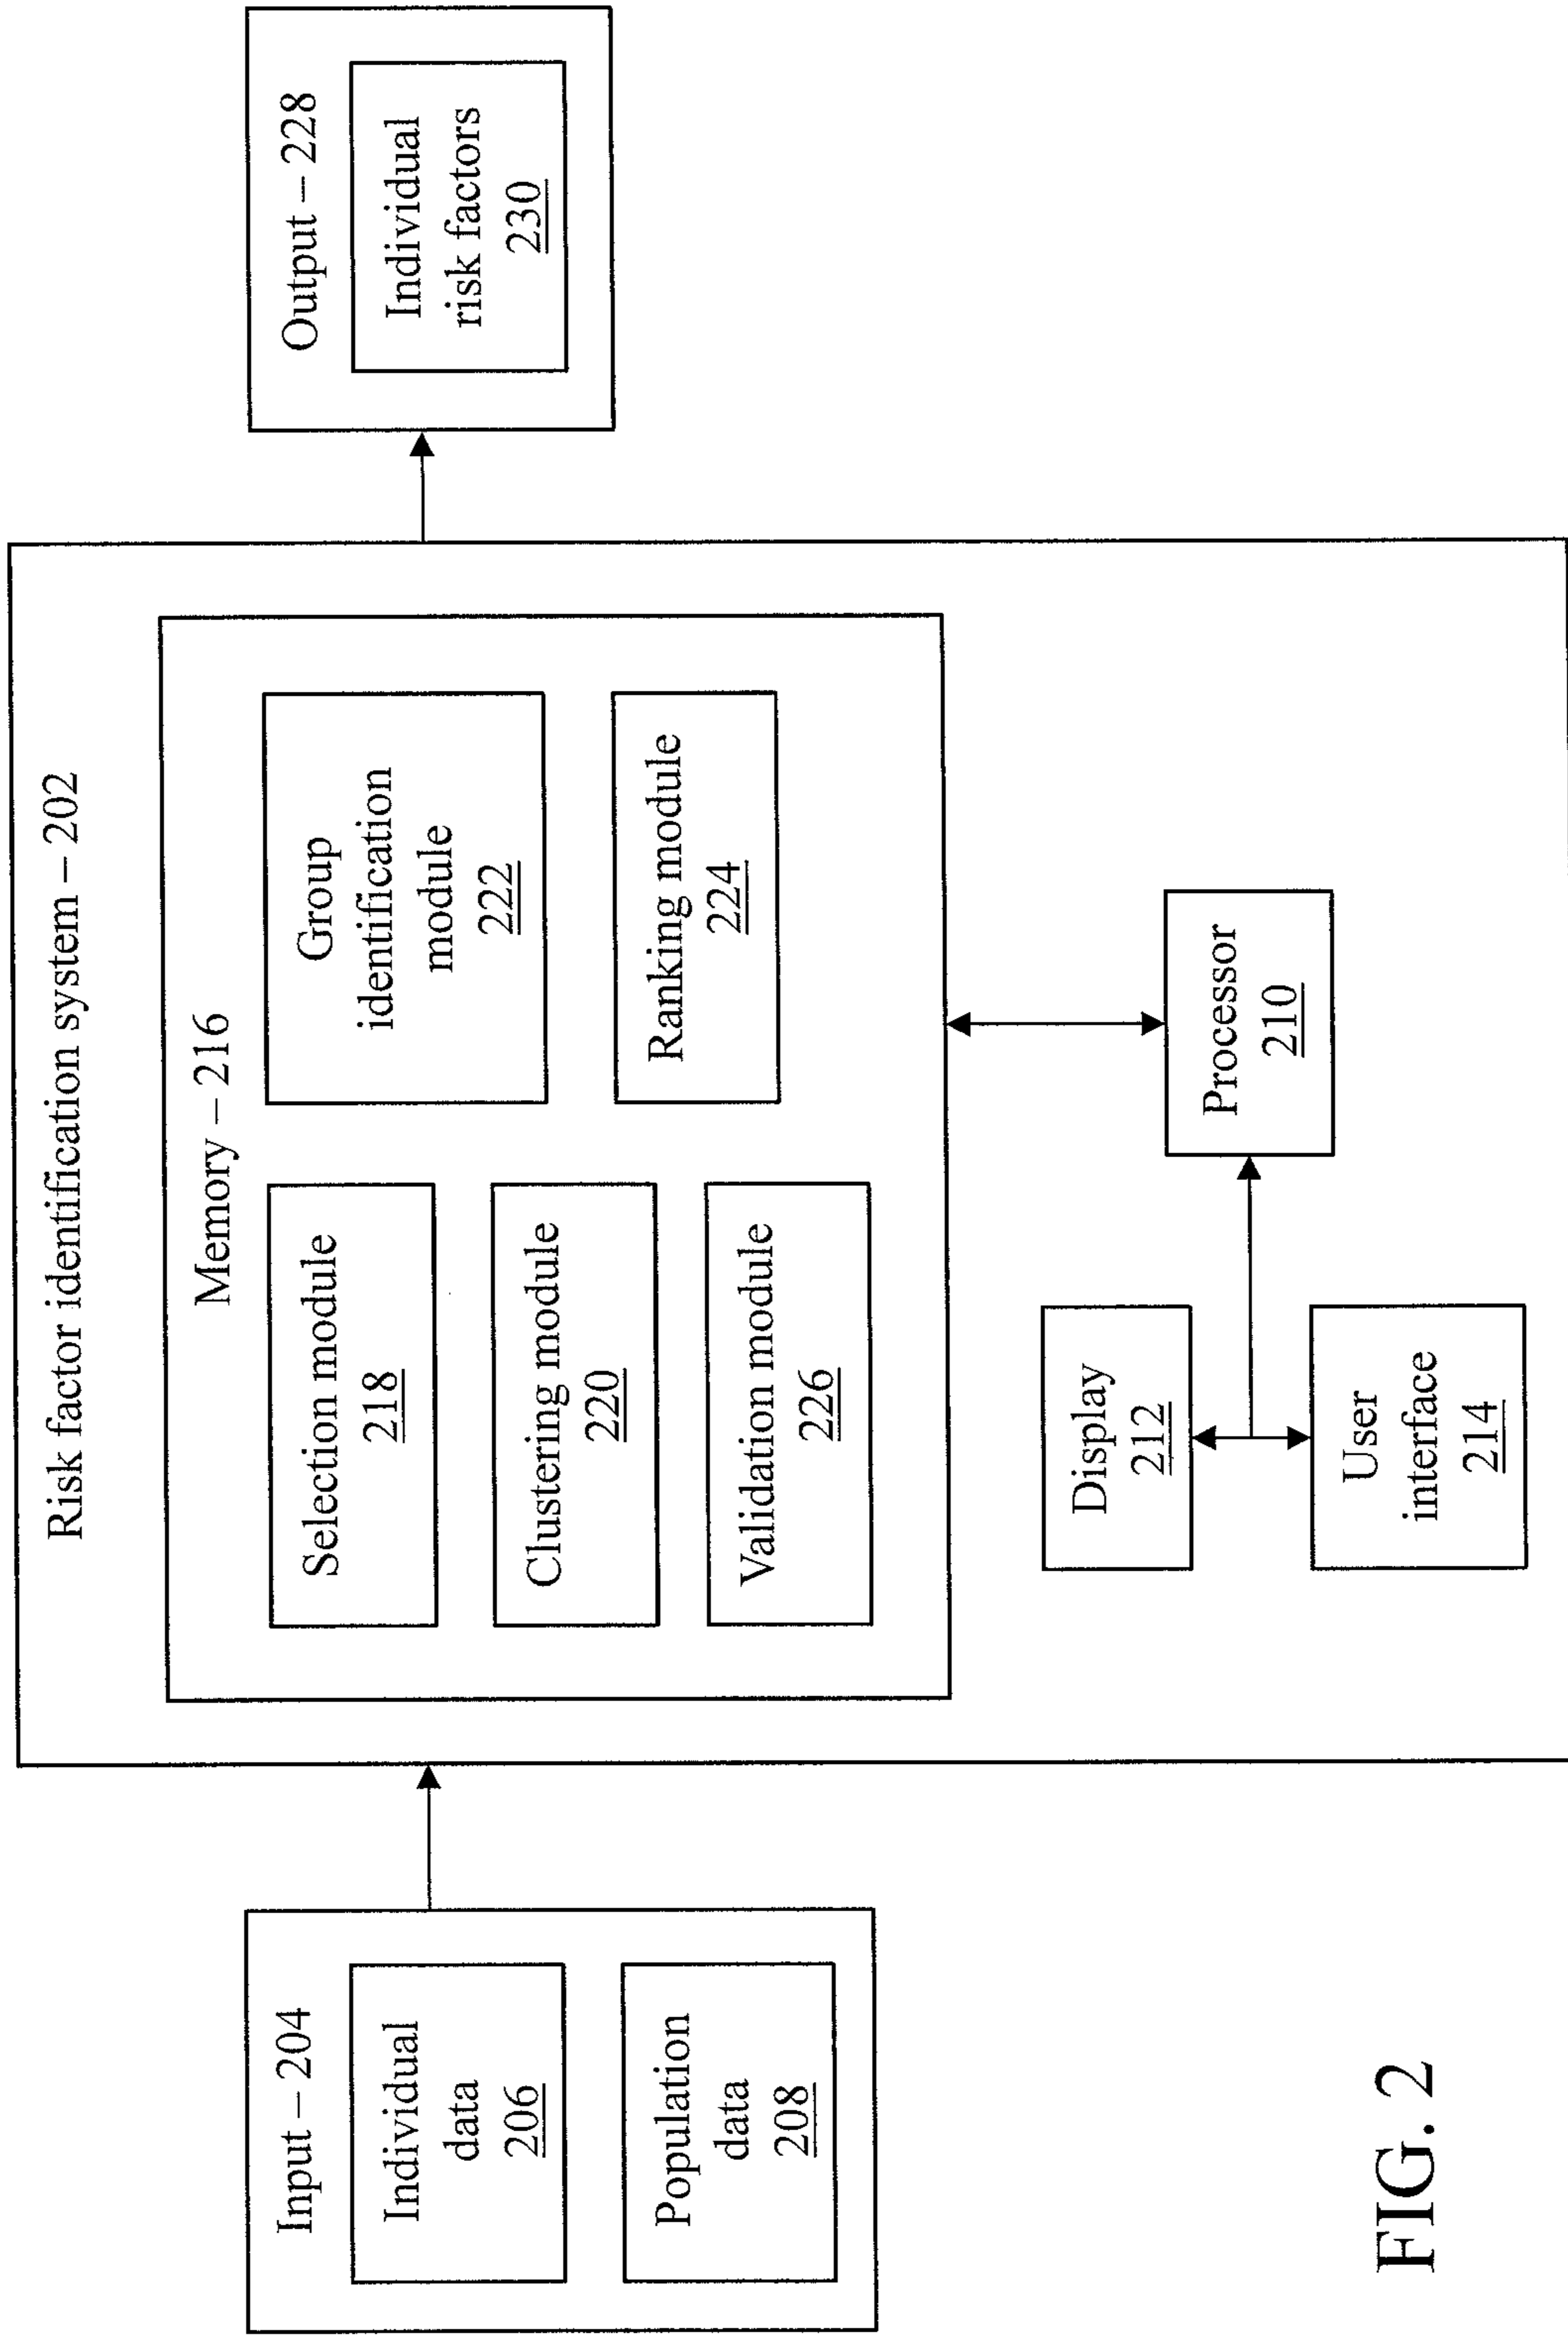 Risk factor identification system – 202
Input – 204
Individual
data
206
Population
data
208
Memory – 216
Selection module
218
Clustering module
220
Validation module
226
Group
identification
module
222
Ranking module
224
Display
212
User
interface
214
Processor
210
Output – 228
Individual
risk factors
230
FIG. 2